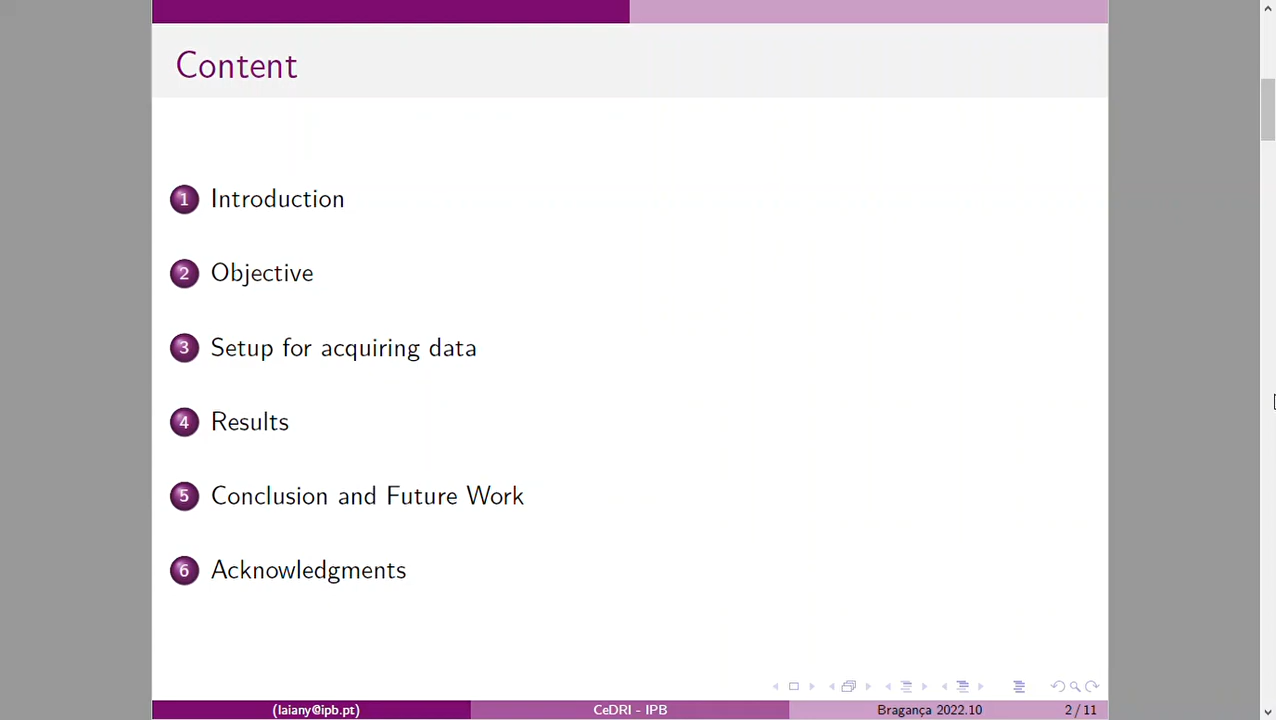 Content
1 Introduction
2 Objective
3 Setup for acquiring data
4 Results
5 Conclusion and Future Work
6 Acknowledgments
(laiany@ipb.pt) CeDRI - IPB Bragança 2022.10 2 / 11